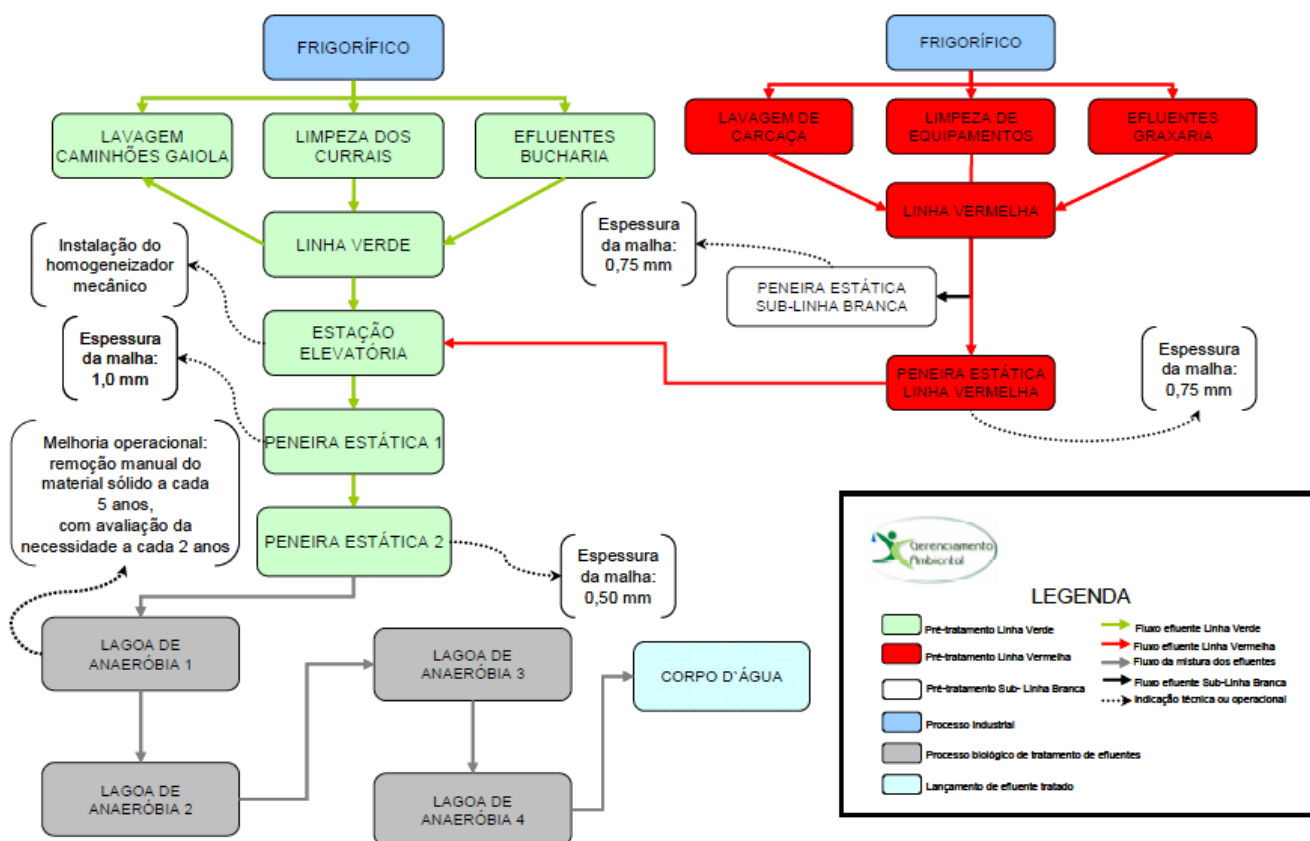 FRIGORÍFICO
LAVAGEM
CAMINHÕES GAIOLA
LIMPEZA DOS
CURRAIS
EFLUENTES
BUCHARIA
LINHA VERDE
Instalação do
homogeneizador
mecânico
ESTAÇÃO
ELEVATÓRIA
Espessura
da malha:
1,0 mm
PENEIRA ESTÁTICA 1
Melhoria operacional:
remoção manual do
material sólido a cada
5 anos,
com avaliação da
necessidade a cada 2 anos
PENEIRA ESTÁTICA 2
Espessura
da malha:
0,50 mm
LAGOA DE
ANAERÓBIA 1
LAGOA DE
ANAERÓBIA 2
LAGOA DE
ANAERÓBIA 3
LAGOA DE
ANAERÓBIA 4
CORPO D`ÁGUA
FRIGORÍFICO
LAVAGEM DE
CARCAÇA
LIMPEZA DE
EQUIPAMENTOS
EFLUENTES
GRAXARIA
LINHA VERMELHA
Espessura
da malha:
0,75 mm
PENEIRA ESTÁTICA
SUB-LINHA BRANCA
PENEIRA ESTÁTICA
LINHA VERMELHA
Espessura
da malha:
0,75 mm
Gerenciamento
Ambiental
LEGENDA
Pré-tratamento Linha Verde
Pré-tratamento Linha Vermelha
Pré-tratamento Sub- Linha Branca
Processo Industrial
Processo biológico de tratamento de efluentes
Lançamento de efluente tratado
Fluxo efluente Linha Verde
Fluxo efluente Linha Vermelha
Fluxo da mistura dos efluentes
Fluxo efluente Sub-Linha Branca
Indicação técnica ou operacional